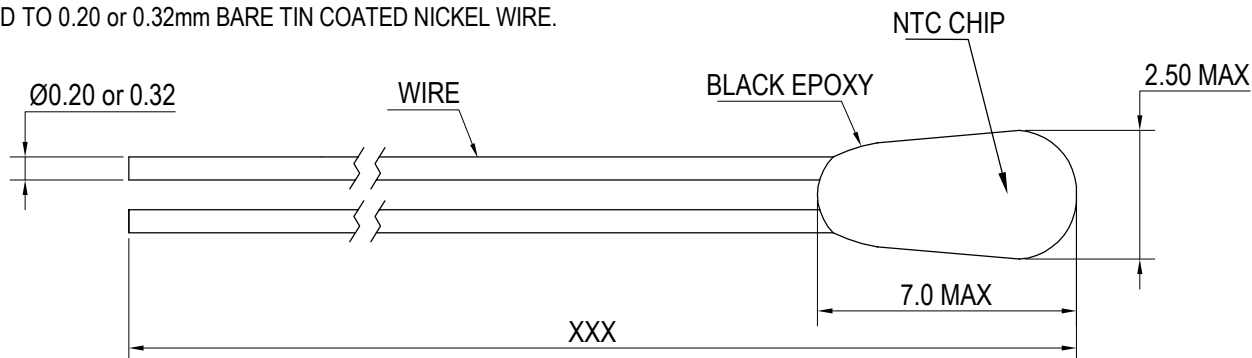 D TO 0.20 or 0.32mm BARE TIN COATED NICKEL WIRE.
NTC CHIP
Ø0.20 or 0.32
WIRE
BLACK EPOXY
2.50 MAX
7.0 MAX
XXX